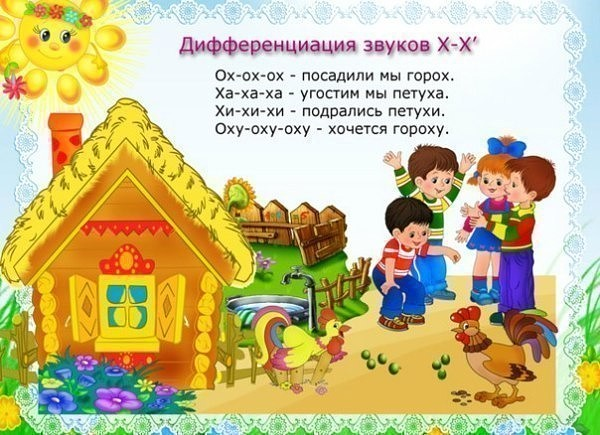 Дифференциация звуков Х-Х’
Ох-ох-ох - посадили мы горох.
Ха-ха-ха - угостим мы петуха.
Хи-хи-хи - подрались петухи.
Оху-оху-оху - хочется гороху.